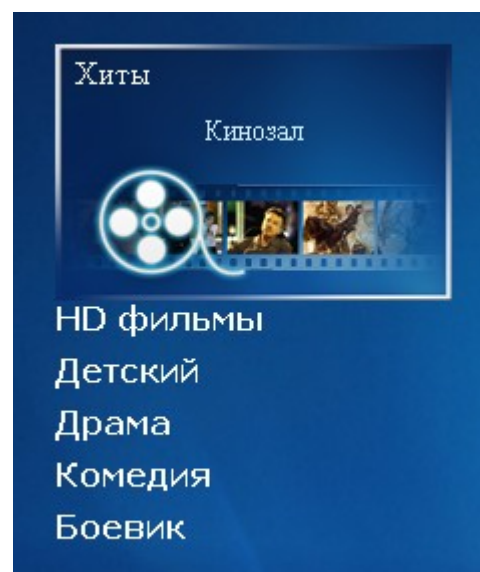 Хиты
Кинозал
HD фильмы
Детский
Драма
Комедия
Боевик